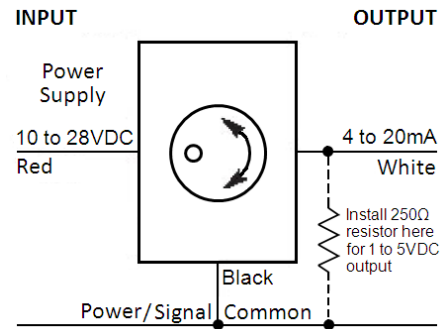 INPUT
OUTPUT
Power
Supply
10 to 28VDC
Red
4 to 20mA
White
Install 250Ω
resistor here
for 1 to 5VDC
output
Black
Power/Signal Common